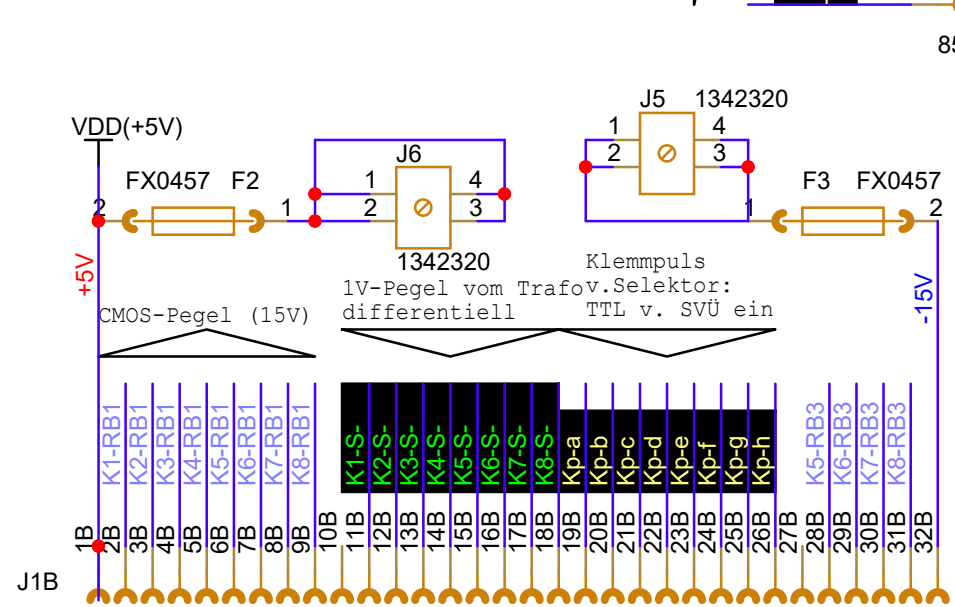 85
J5 1342320
1 4
VDD(+5V)
2 3
J6
FX0457 F2
1 4
F3 FX0457
2 1
2 3
1 2
1342320
Klemmpuls
+5V
1V-Pegel vom Trafo
v.Selektor:
-15V
CMOS-Pegel (15V)
differentiell
TTL v. SVÜ ein
K1-RB1
K2-RB1
K3-RB1
K4-RB1
K5-RB1
K6-RB1
K7-RB1
K8-RB1
K1-S-
K2-S-
K3-S-
K4-S-
K5-S-
K6-S-
K7-S-
K8-S-
Kp-a
Kp-b
Kp-c
Kp-d
Kp-e
Kp-f
Kp-g
Kp-h
K5-RB3
K6-RB3
K7-RB3
K8-RB3
1B
2B
3B
4B
5B
6B
7B
8B
9B
10B
11B
12B
13B
14B
15B
16B
17B
18B
19B
20B
21B
22B
23B
24B
25B
26B
27B
28B
29B
30B
31B
32B
J1B